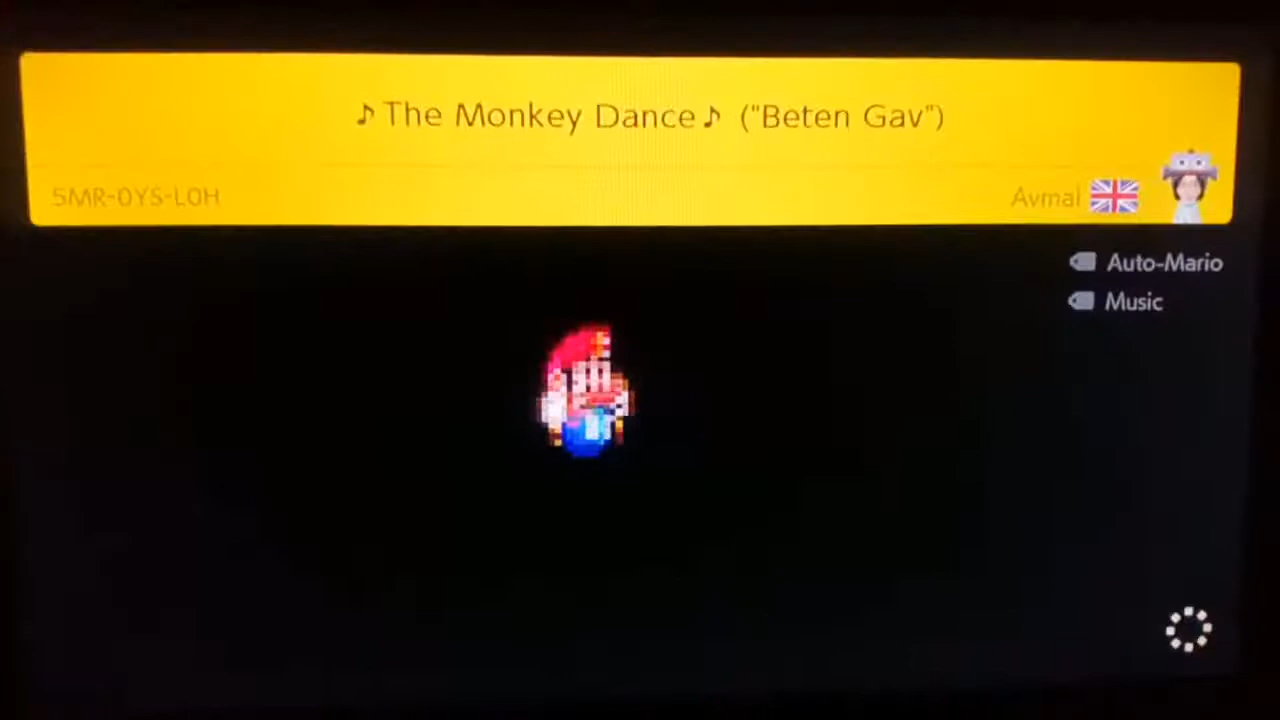 ♪The Monkey Dance♪ ("Beten Gav")
5MR-0YS-L0H
Avmal
Auto-Mario
Music